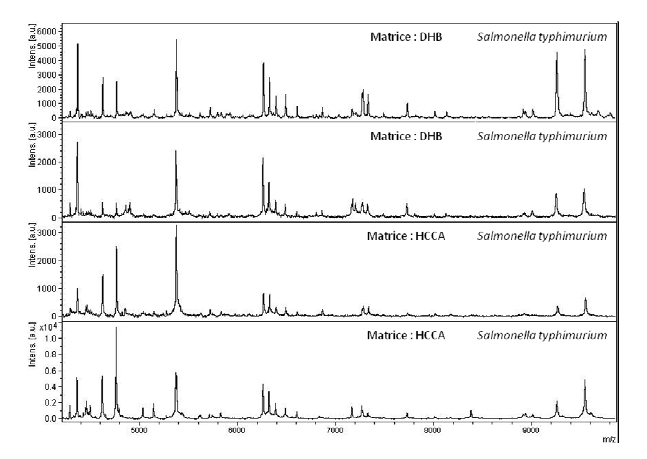 Matrice : DHB Salmonella typhimurium
Intens. [a.u.]
6000
5000
4000
3000
2000
1000
0
Matrice : DHB Salmonella typhimurium
Intens. [a.u.]
3000
2000
1000
0
Matrice : HCCA Salmonella typhimurium
Intens. [a.u.]
3000
2000
1000
0
Matrice : HCCA Salmonella typhimurium
Intens. [a.u.]
x10⁴
1.0
0.8
0.6
0.4
0.2
0.0
5000 6000 7000 8000 9000
m/z